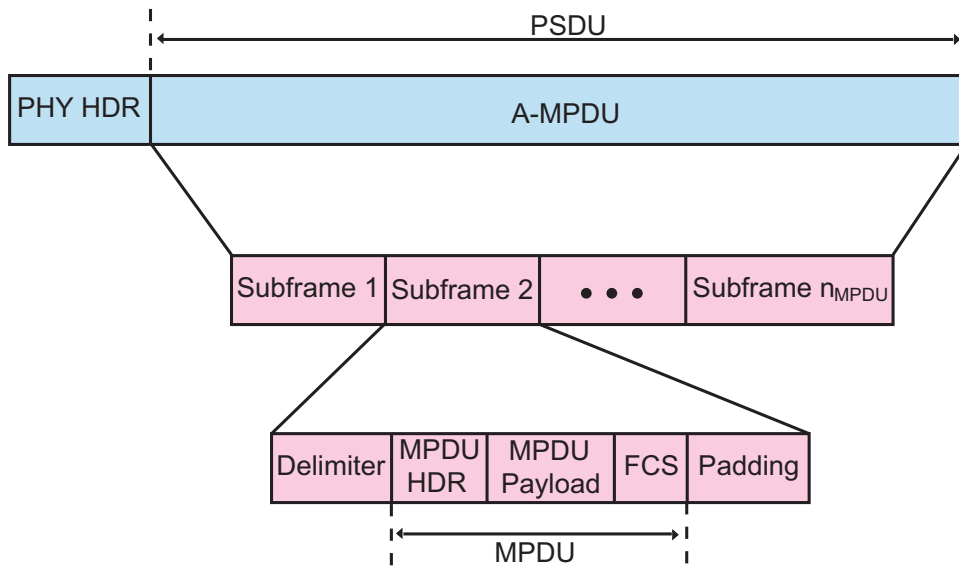 PSDU
PHY HDR
A-MPDU
Subframe 1
Subframe 2
• • •
Subframe nMPDU
Delimiter
MPDU
HDR
MPDU
Payload
FCS
Padding
MPDU